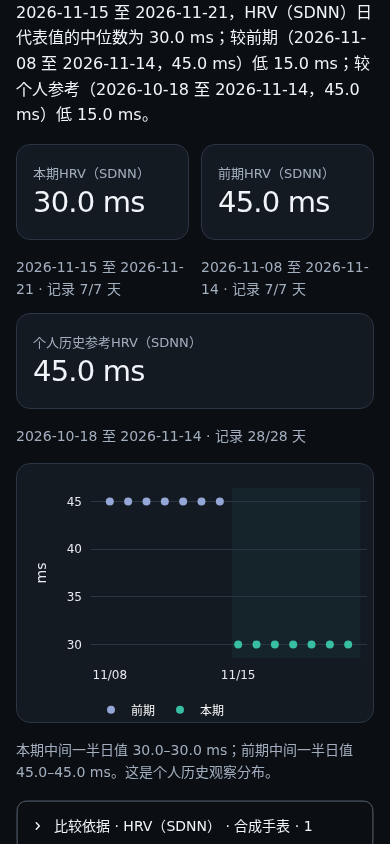 2026-11-15 至 2026-11-21，HRV（SDNN）日
代表值的中位数为 30.0 ms；较前期（2026-11-
08 至 2026-11-14，45.0 ms）低 15.0 ms；较
个人参考（2026-10-18 至 2026-11-14，45.0
ms）低 15.0 ms。
本期HRV（SDNN）
30.0 ms
前期HRV（SDNN）
45.0 ms
2026-11-15 至 2026-11-
21 · 记录 7/7 天
2026-11-08 至 2026-11-
14 · 记录 7/7 天
个人历史参考HRV（SDNN）
45.0 ms
2026-10-18 至 2026-11-14 · 记录 28/28 天
45
40
ms
35
30
11/08
11/15
前期
本期
本期中间一半日值 30.0–30.0 ms；前期中间一半日值
45.0–45.0 ms。这是个人历史观察分布。
比较依据 · HRV（SDNN） · 合成手表 · 1